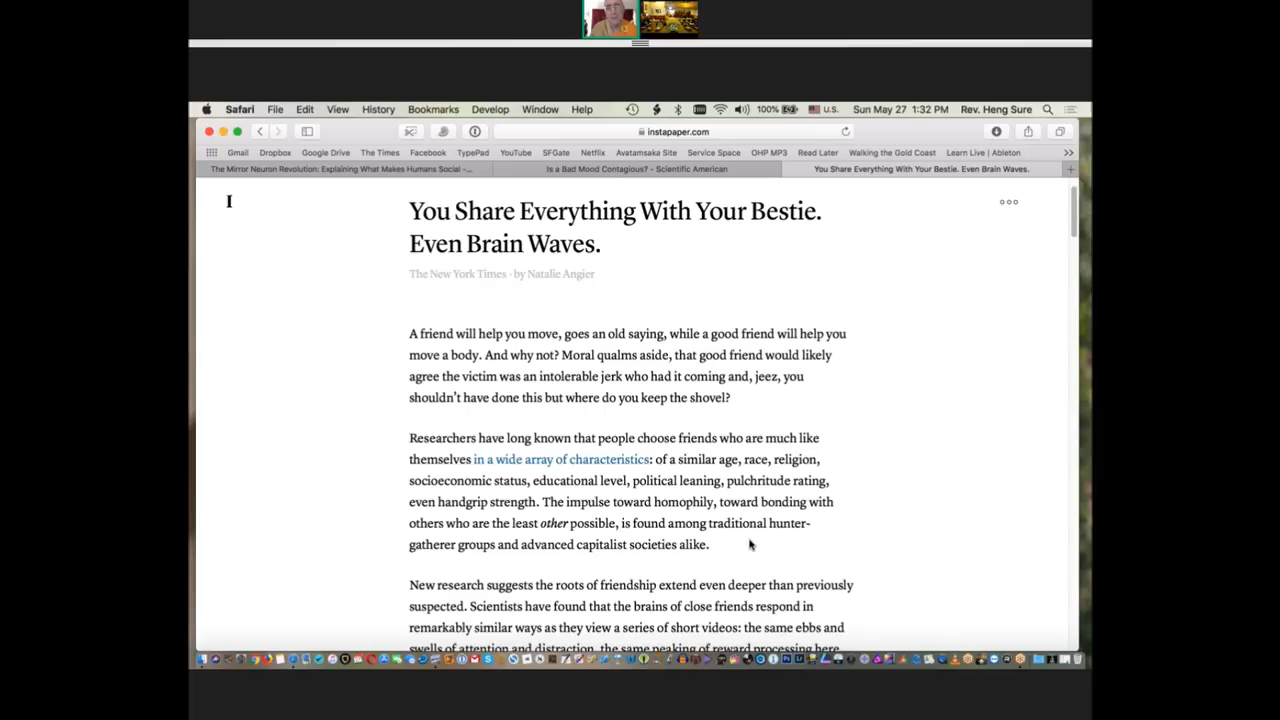 Safari File Edit View History Bookmarks Develop Window Help 100% U.S. Sun May 27 1:32 PM Rev. Heng Sure
instapaper.com
Gmail Dropbox Google Drive The Times Facebook TypePad YouTube SFGate Netflix Avatamsaka Site Service Space OHP MP3 Read Later Walking the Gold Coast Learn Live | Ableton >>
The Mirror Neuron Revolution: Explaining What Makes Humans Social -... Is a Bad Mood Contagious? - Scientific American You Share Everything With Your Bestie. Even Brain Waves. +
I
You Share Everything With Your Bestie.
Even Brain Waves.
The New York Times · by Natalie Angier
A friend will help you move, goes an old saying, while a good friend will help you
move a body. And why not? Moral qualms aside, that good friend would likely
agree the victim was an intolerable jerk who had it coming and, jeez, you
shouldn't have done this but where do you keep the shovel?
Researchers have long known that people choose friends who are much like
themselves in a wide array of characteristics: of a similar age, race, religion,
socioeconomic status, educational level, political leaning, pulchritude rating,
even handgrip strength. The impulse toward homophily, toward bonding with
others who are the least other possible, is found among traditional hunter-
gatherer groups and advanced capitalist societies alike.
New research suggests the roots of friendship extend even deeper than previously
suspected. Scientists have found that the brains of close friends respond in
remarkably similar ways as they view a series of short videos: the same ebbs and
swells of attention and distraction, the same peaking of reward processing here,